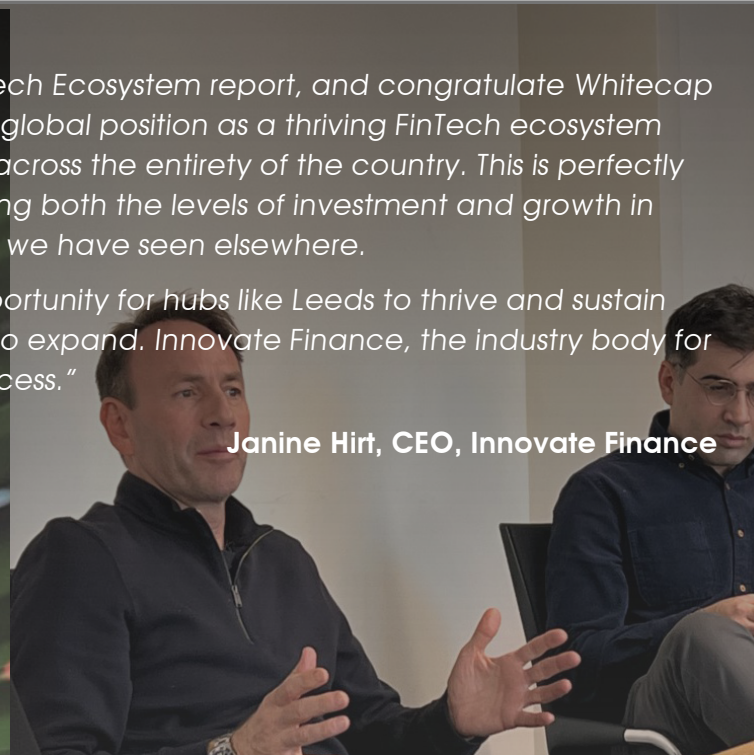 ech Ecosystem report, and congratulate Whitecap
global position as a thriving FinTech ecosystem
across the entirety of the country. This is perfectly
ng both the levels of investment and growth in
we have seen elsewhere.
portunity for hubs like Leeds to thrive and sustain
o expand. Innovate Finance, the industry body for
cess.”
Janine Hirt, CEO, Innovate Finance